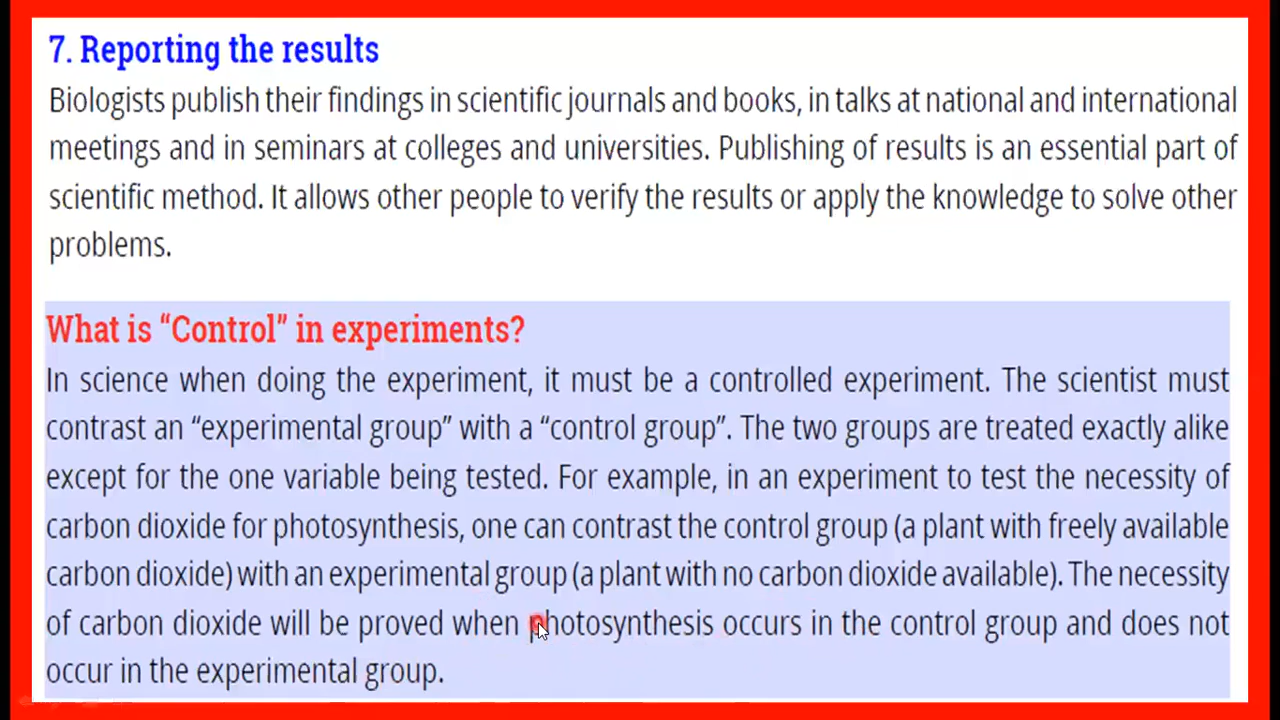 7. Reporting the results
Biologists publish their findings in scientific journals and books, in talks at national and international
meetings and in seminars at colleges and universities. Publishing of results is an essential part of
scientific method. It allows other people to verify the results or apply the knowledge to solve other
problems.
What is “Control” in experiments?
In science when doing the experiment, it must be a controlled experiment. The scientist must
contrast an “experimental group” with a “control group”. The two groups are treated exactly alike
except for the one variable being tested. For example, in an experiment to test the necessity of
carbon dioxide for photosynthesis, one can contrast the control group (a plant with freely available
carbon dioxide) with an experimental group (a plant with no carbon dioxide available). The necessity
of carbon dioxide will be proved when photosynthesis occurs in the control group and does not
occur in the experimental group.